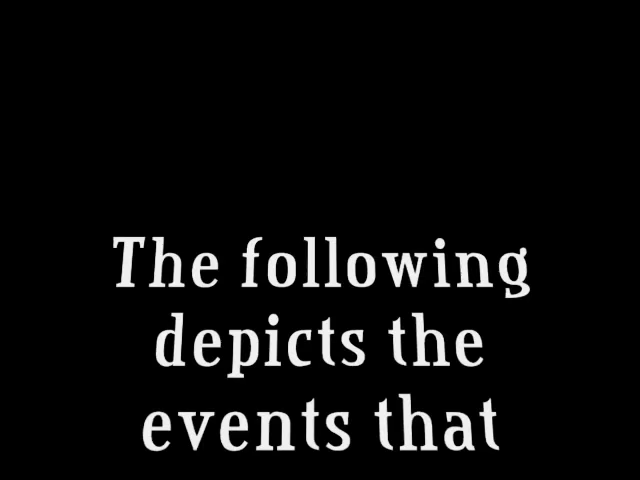 The following
depicts the
events that